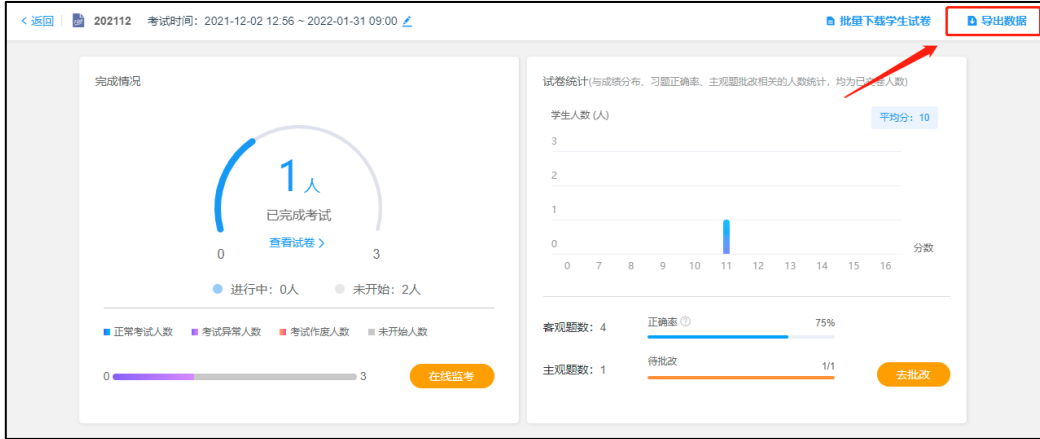 <返回 202112 考试时间：2021-12-02 12:56 ~ 2022-01-31 09:00 批量下载学生试卷 导出数据
完成情况
1人
已完成考试
查看试卷 >
0 3
进行中：0人 未开始：2人
正常考试人数 考试异常人数 考试作废人数 未开始人数
0 3 在线监考
试卷统计(与成绩分布、习题正确率、主观题批改相关的人数统计，均为已交卷人数)
学生人数 (人) 平均分：10
3
2
1
0
分数
0 7 8 9 10 11 12 13 14 15 16
客观题数：4 正确率 ? 75%
主观题数：1 待批改 1/1 去批改